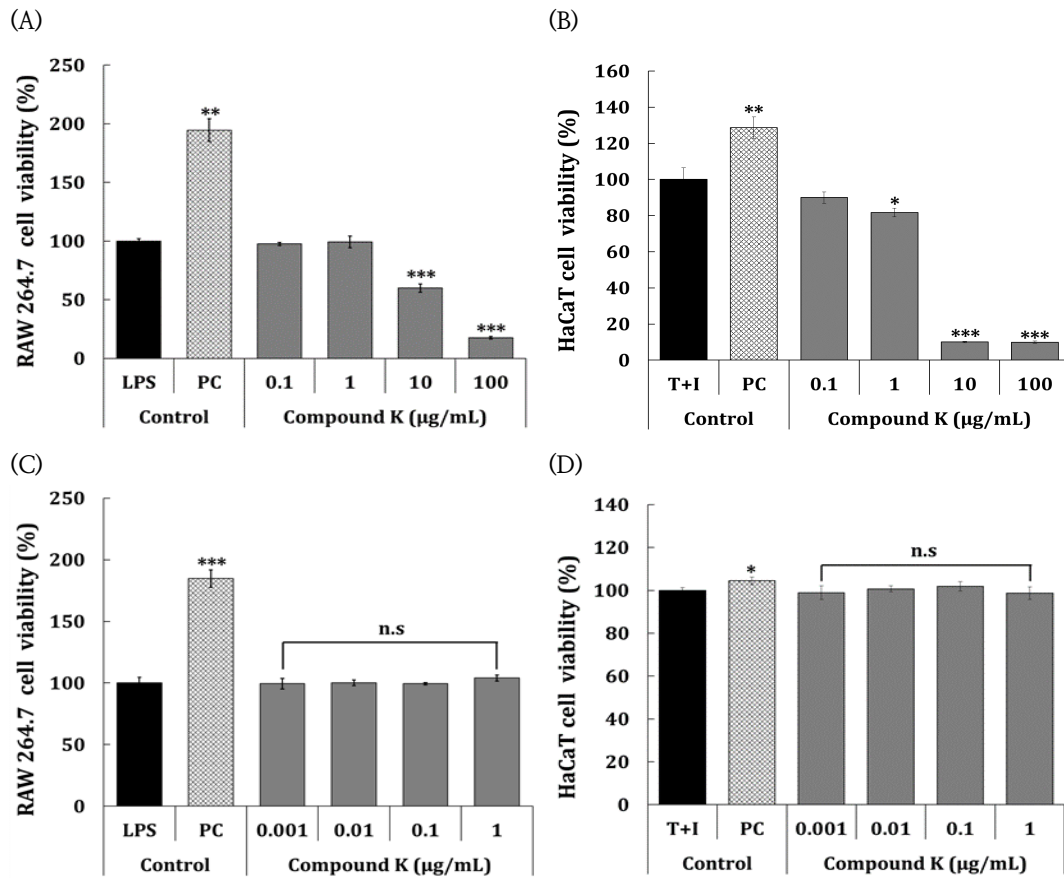 (A)
RAW 264.7 cell viability (%)
250
200
150
100
50
0
**
***
***
LPS PC 0.1 1 10 100
Control Compound K (μg/mL)
(B)
HaCaT cell viability (%)
160
140
120
100
80
60
40
20
0
**
*
***
***
T+I PC 0.1 1 10 100
Control Compound K (μg/mL)
(C)
RAW 264.7 cell viability (%)
250
200
150
100
50
0
***
n.s
LPS PC 0.001 0.01 0.1 1
Control Compound K (μg/mL)
(D)
HaCaT cell viability (%)
140
120
100
80
60
40
20
0
*
n.s
T+I PC 0.001 0.01 0.1 1
Control Compound K (μg/mL)